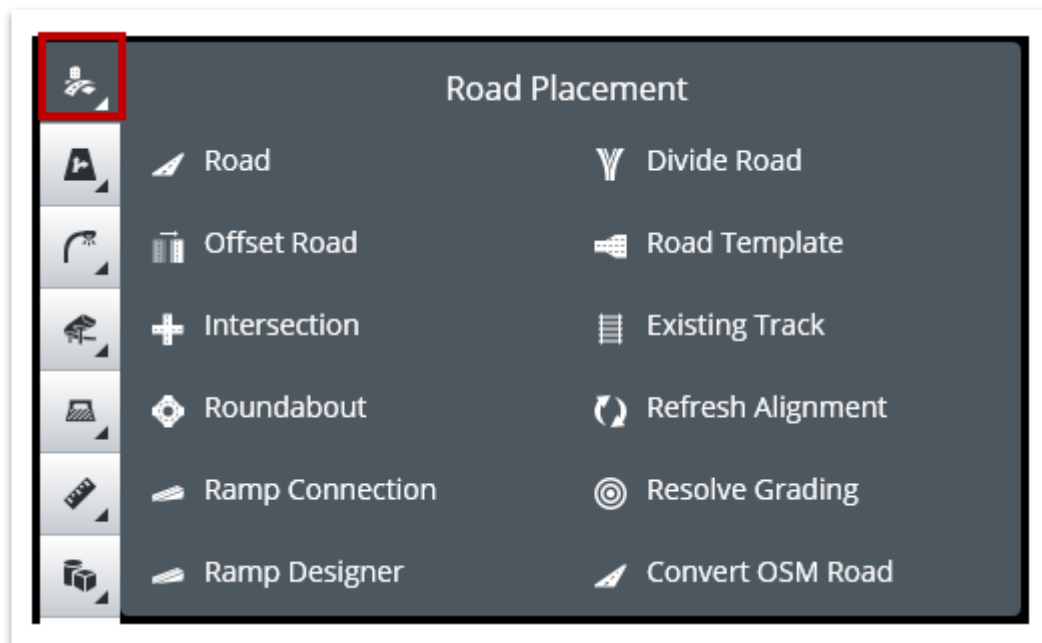 Road Placement
Road
Divide Road
Offset Road
Road Template
Intersection
Existing Track
Roundabout
Refresh Alignment
Ramp Connection
Resolve Grading
Ramp Designer
Convert OSM Road